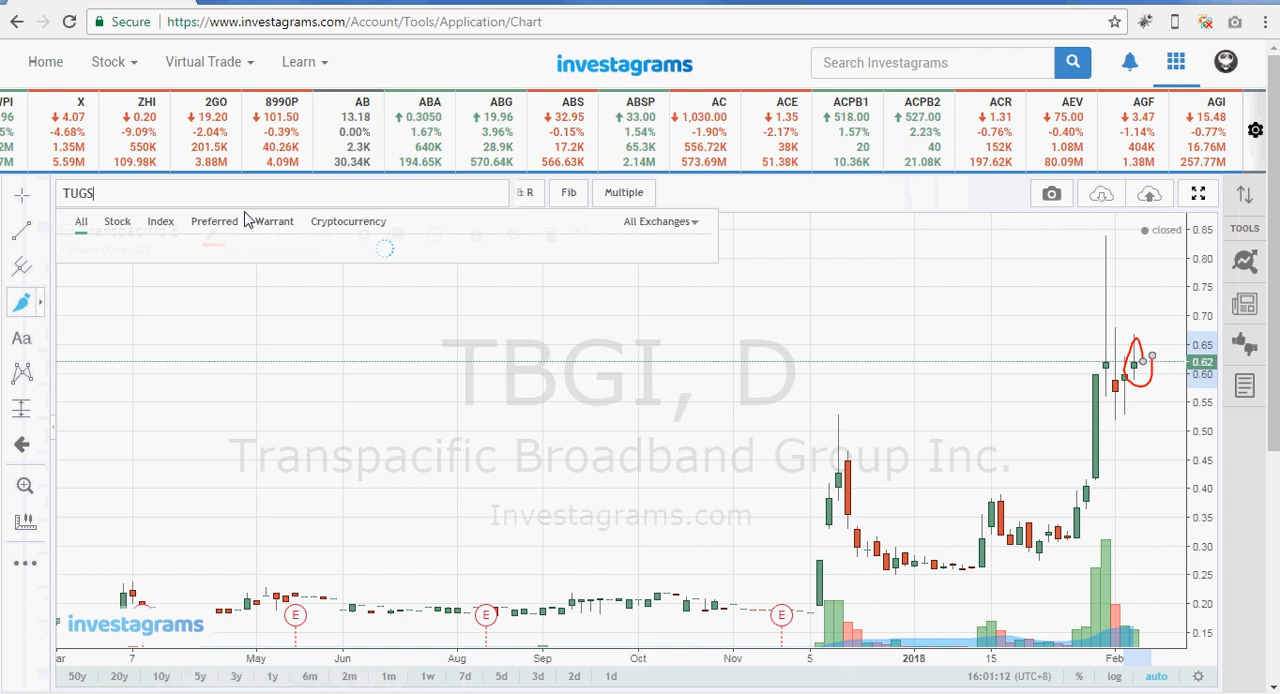 Secure https://www.investagrams.com/Account/Tools/Application/Chart
Home Stock Virtual Trade Learn investagrams Search Investagrams
WPI X ZHI 2GO 8990P AB ABA ABG ABS ABSP AC ACE ACPB1 ACPB2 ACR AEV AGF AGI
96 4.07 0.20 19.20 101.50 13.18 0.3050 19.96 32.95 33.00 1,030.00 1.35 518.00 527.00 1.31 75.00 3.47 15.48
5% -4.68% -9.09% -2.04% -0.39% 0.00% 1.67% 3.96% -0.15% 1.54% -1.90% -2.17% 1.57% 2.23% -0.76% -0.40% -1.14% -0.77%
2M 1.35M 550K 201.5K 40.26K 2.3K 640K 28.9K 17.2K 65.3K 556.72K 38K 20 40 152K 1.08M 404K 16.76M
7M 5.59M 109.98K 3.88M 4.09M 30.34K 194.65K 570.64K 566.63K 2.14M 573.69M 51.38K 10.36K 21.08K 197.62K 80.09M 1.38M 257.77M
TUGS & R Fib Multiple
All Stock Index Preferred Warrant Cryptocurrency All Exchanges
TOOLS
closed
0.85
0.80
0.75
0.70
0.65
0.62
0.60
0.55
0.50
0.45
0.40
0.35
0.30
0.25
0.20
0.15
Aa
TBGI, D
Transpacific Broadband Group Inc.
Investagrams.com
E E E
investagrams
ar 7 May Jun Aug Sep Oct Nov 5 2018 15 Feb
50y 20y 10y 5y 3y 1y 6m 2m 1m 1w 7d 5d 3d 2d 1d 16:01:12 (UTC+8) % log auto